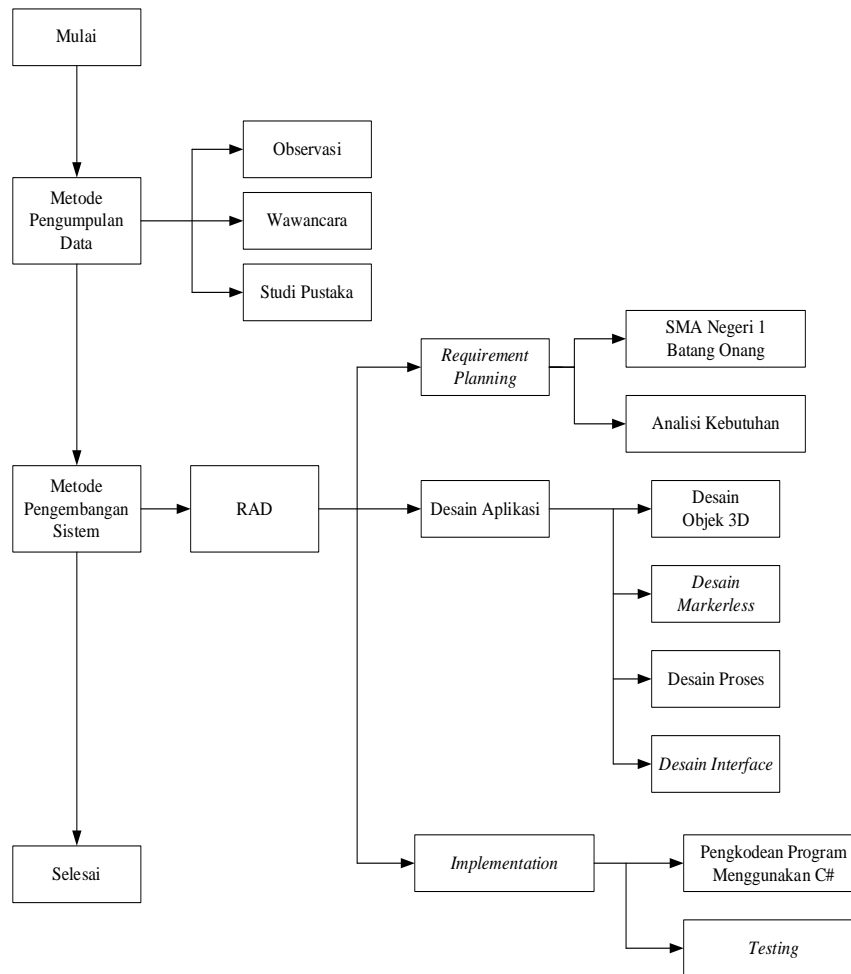 Mulai
Metode
Pengumpulan
Data
Observasi
Wawancara
Studi Pustaka
Metode
Pengembangan
Sistem
RAD
Requirement
Planning
SMA Negeri 1
Batang Onang
Analisi Kebutuhan
Desain Aplikasi
Desain
Objek 3D
Desain
Markerless
Desain Proses
Desain Interface
Implementation
Pengkodean Program
Menggunakan C#
Testing
Selesai